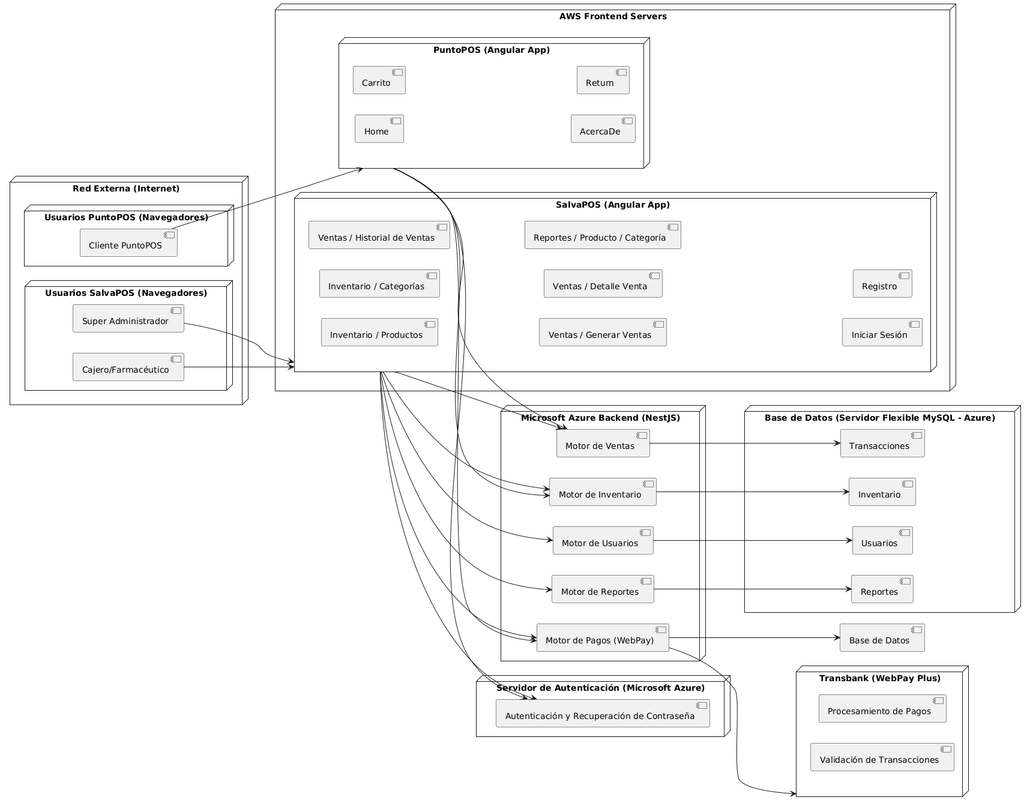 AWS Frontend Servers
PuntoPOS (Angular App)
Carrito
Return
Home
AcercaDe
Red Externa (Internet)
Usuarios PuntoPOS (Navegadores)
Cliente PuntoPOS
Usuarios SalvaPOS (Navegadores)
Super Administrador
Cajero/Farmacéutico
SalvaPOS (Angular App)
Ventas / Historial de Ventas
Reportes / Producto / Categoría
Inventario / Categorías
Ventas / Detalle Venta
Registro
Inventario / Productos
Ventas / Generar Ventas
Iniciar Sesión
Microsoft Azure Backend (NestJS)
Motor de Ventas
Motor de Inventario
Motor de Usuarios
Motor de Reportes
Motor de Pagos (WebPay)
Base de Datos (Servidor Flexible MySQL - Azure)
Transacciones
Inventario
Usuarios
Reportes
Base de Datos
Servidor de Autenticación (Microsoft Azure)
Autenticación y Recuperación de Contraseña
Transbank (WebPay Plus)
Procesamiento de Pagos
Validación de Transacciones